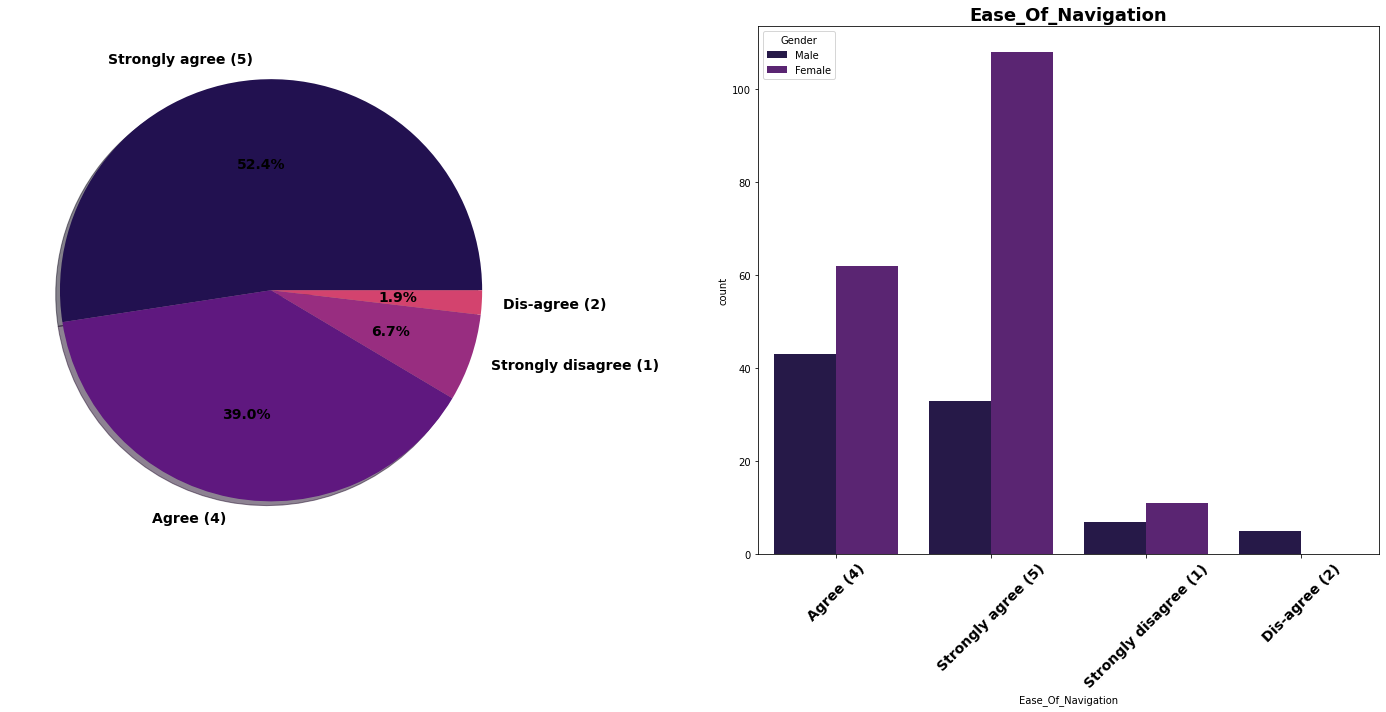 Strongly agree (5)
52.4%
1.9%
Dis-agree (2)
6.7%
Strongly disagree (1)
39.0%
Agree (4)
Ease_Of_Navigation
Gender
Male
Female
100
80
60
40
20
0
count
Agree (4)
Strongly agree (5)
Strongly disagree (1)
Dis-agree (2)
Ease_Of_Navigation